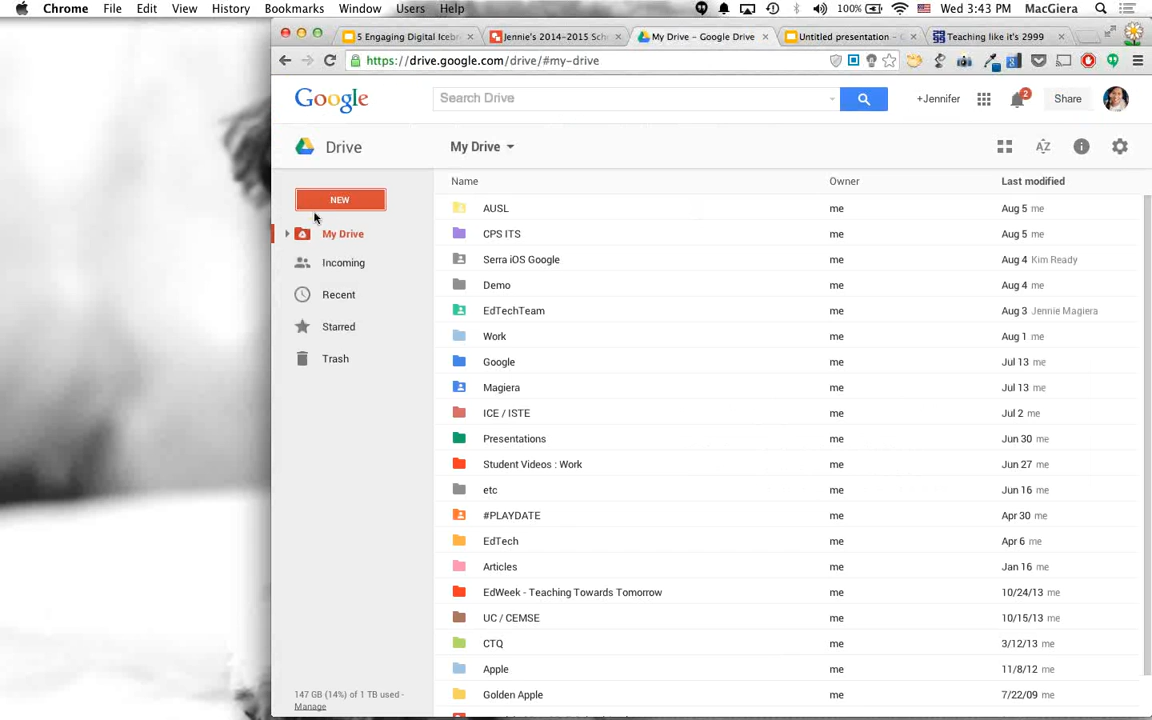 Chrome File Edit View History Bookmarks Window Users Help 100% Wed 3:43 PM MacGiera
5 Engaging Digital Iceb Jennie's 2014-2015 Sch My Drive - Google Drive Untitled presentation - G Teaching like it's 2999
https://drive.google.com/drive/#my-drive
Google Search Drive +Jennifer 2 Share
Drive My Drive AZ
Name Owner Last modified
NEW
My Drive
Incoming
Recent
Starred
Trash
AUSL me Aug 5 me
CPS ITS me Aug 5 me
Serra iOS Google me Aug 4 Kim Ready
Demo me Aug 4 me
EdTechTeam me Aug 3 Jennie Magiera
Work me Aug 1 me
Google me Jul 13 me
Magiera me Jul 13 me
ICE / ISTE me Jul 2 me
Presentations me Jun 30 me
Student Videos : Work me Jun 27 me
etc me Jun 16 me
#PLAYDATE me Apr 30 me
EdTech me Apr 6 me
Articles me Jan 16 me
EdWeek - Teaching Towards Tomorrow me 10/24/13 me
UC / CEMSE me 10/15/13 me
CTQ me 3/12/13 me
Apple me 11/8/12 me
Golden Apple me 7/22/09 me
147 GB (14%) of 1 TB used -
Manage